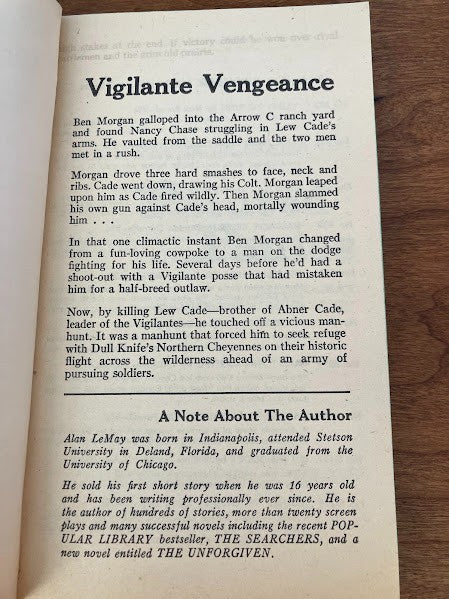 Vigilante Vengeance
Ben Morgan galloped into the Arrow C ranch yard
and found Nancy Chase struggling in Lew Cade's
arms. He vaulted from the saddle and the two men
met in a rush.
Morgan drove three hard smashes to face, neck and
ribs. Cade went down, drawing his Colt. Morgan leaped
upon him as Cade fired wildly. Then Morgan slammed
his own gun against Cade's head, mortally wounding
him . . .
In that one climactic instant Ben Morgan changed
from a fun-loving cowpoke to a man on the dodge
fighting for his life. Several days before he'd had a
shoot-out with a Vigilante posse that had mistaken
him for a half-breed outlaw.
Now, by killing Lew Cade—brother of Abner Cade,
leader of the Vigilantes—he touched off a vicious man-
hunt. It was a manhunt that forced him to seek refuge
with Dull Knife's Northern Cheyennes on their historic
flight across the wilderness ahead of an army of
pursuing soldiers.
A Note About The Author
Alan LeMay was born in Indianapolis, attended Stetson
University in Deland, Florida, and graduated from the
University of Chicago.
He sold his first short story when he was 16 years old
and has been writing professionally ever since. He is
the author of hundreds of stories, more than twenty screen
plays and many successful novels including the recent POP-
ULAR LIBRARY bestseller, THE SEARCHERS, and a
new novel entitled THE UNFORGIVEN.